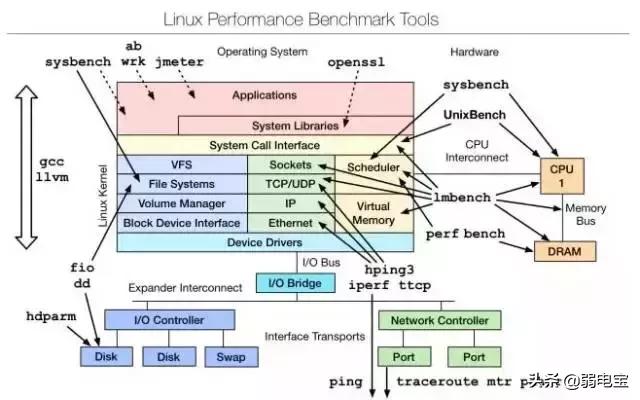 Linux Performance Benchmark Tools
Operating System
Hardware
ab
sysbench wrk jmeter
openssl
sysbench
Applications
UnixBench
System Libraries
System Call Interface
CPU
Interconnect
VFS
Sockets
Scheduler
CPU
1
gcc
llvm
Linux Kernel
File Systems
TCP/UDP
lmbench
Volume Manager
IP
Virtual
Memory
Memory
Bus
Block Device Interface
Ethernet
perf bench
Device Drivers
DRAM
I/O Bus
fio
dd
hping3
iperf ttcp
Expander Interconnect
I/O Bridge
hdparm
I/O Controller
Network Controller
Interface Transports
Disk
Disk
Swap
Port
Port
ping
traceroute mtr
头条 @弱电宝